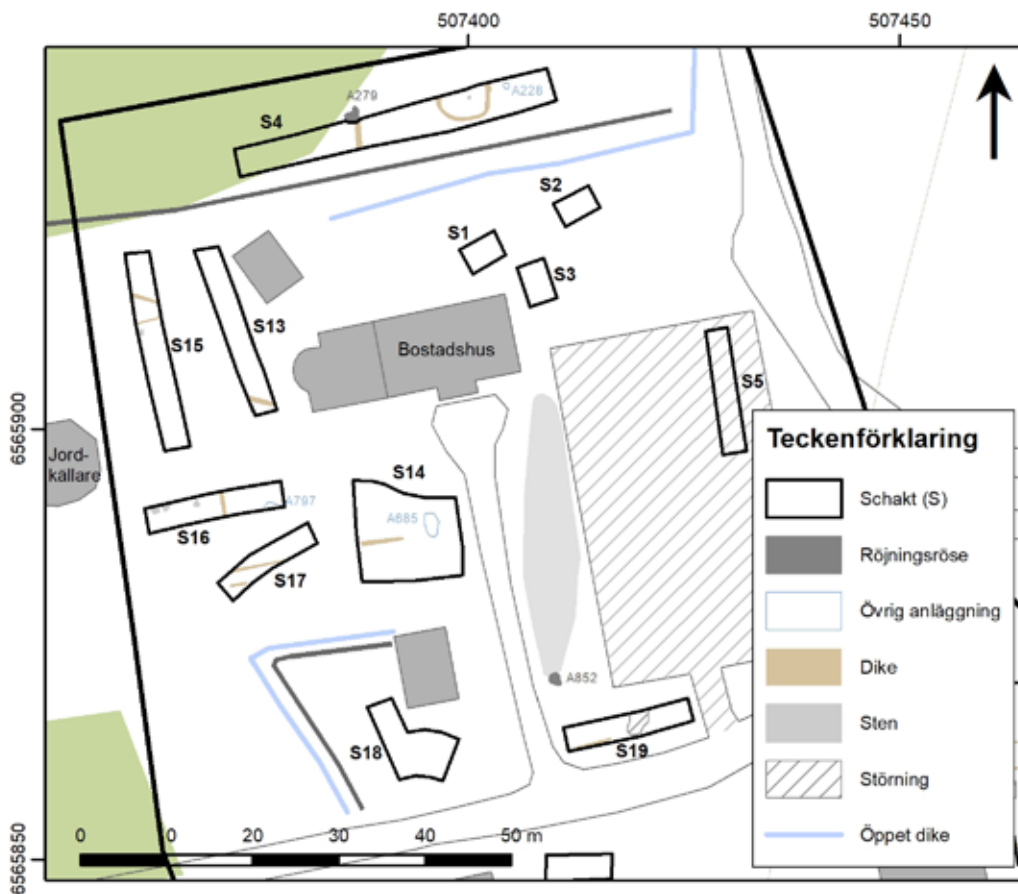 507400
507450
A279
A228
S4
S2
S1
S3
S13
S15
Bostadshus
S5
6565900
Jord-
källare
S14
A797
A685
S16
S17
A852
S18
S19
0 10 20 30 40 50 m
6565850
Teckenförklaring
Schakt (S)
Röjningsröse
Övrig anläggning
Dike
Sten
Störning
Öppet dike